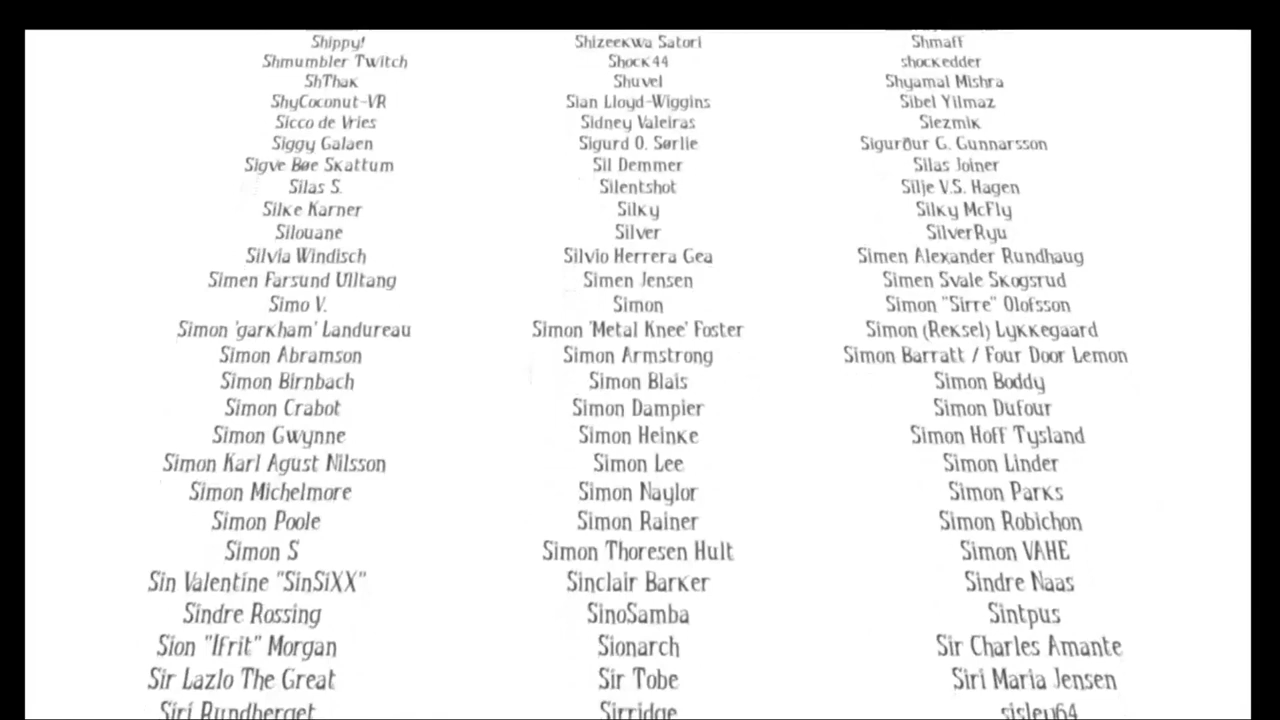 Shippy! Shizeekwa Satori Shmaff
Shmumbler Twitch Shock44 shockedder
ShThak Shuvel Shyamal Mishra
ShyCoconut-VR Sian Lloyd-Wiggins Sibel Yilmaz
Sicco de Vries Sidney Valeiras Siezmik
Siggy Galaen Sigurd O. Sørlie Sigurður G. Gunnarsson
Sigve Bøe Skattum Sil Demmer Silas Joiner
Silas S. Silentshot Silje V.S. Hagen
Silke Karner Silky Silky McFly
Silouane Silver SilverRyu
Silvia Windisch Silvio Herrera Gea Simen Alexander Rundhaug
Simen Farsund Ulltang Simen Jensen Simen Svale Skogsrud
Simo V. Simon Simon "Sirre" Olofsson
Simon 'garkham' Landureau Simon 'Metal Knee' Foster Simon (Reksel) Lykkegaard
Simon Abramson Simon Armstrong Simon Barratt / Four Door Lemon
Simon Birnbach Simon Blais Simon Boddy
Simon Crabot Simon Dampier Simon Dufour
Simon Gwynne Simon Heinke Simon Hoff Tysland
Simon Karl Agust Nilsson Simon Lee Simon Linder
Simon Michelmore Simon Naylor Simon Parks
Simon Poole Simon Rainer Simon Robichon
Simon S Simon Thoresen Hult Simon VAHE
Sin Valentine "SinSiXX" Sinclair Barker Sindre Naas
Sindre Rossing SinoSamba Sintpus
Sion "Ifrit" Morgan Sionarch Sir Charles Amante
Sir Lazlo The Great Sir Tobe Siri Maria Jensen
Siri Rundberget Sirridge sisley64